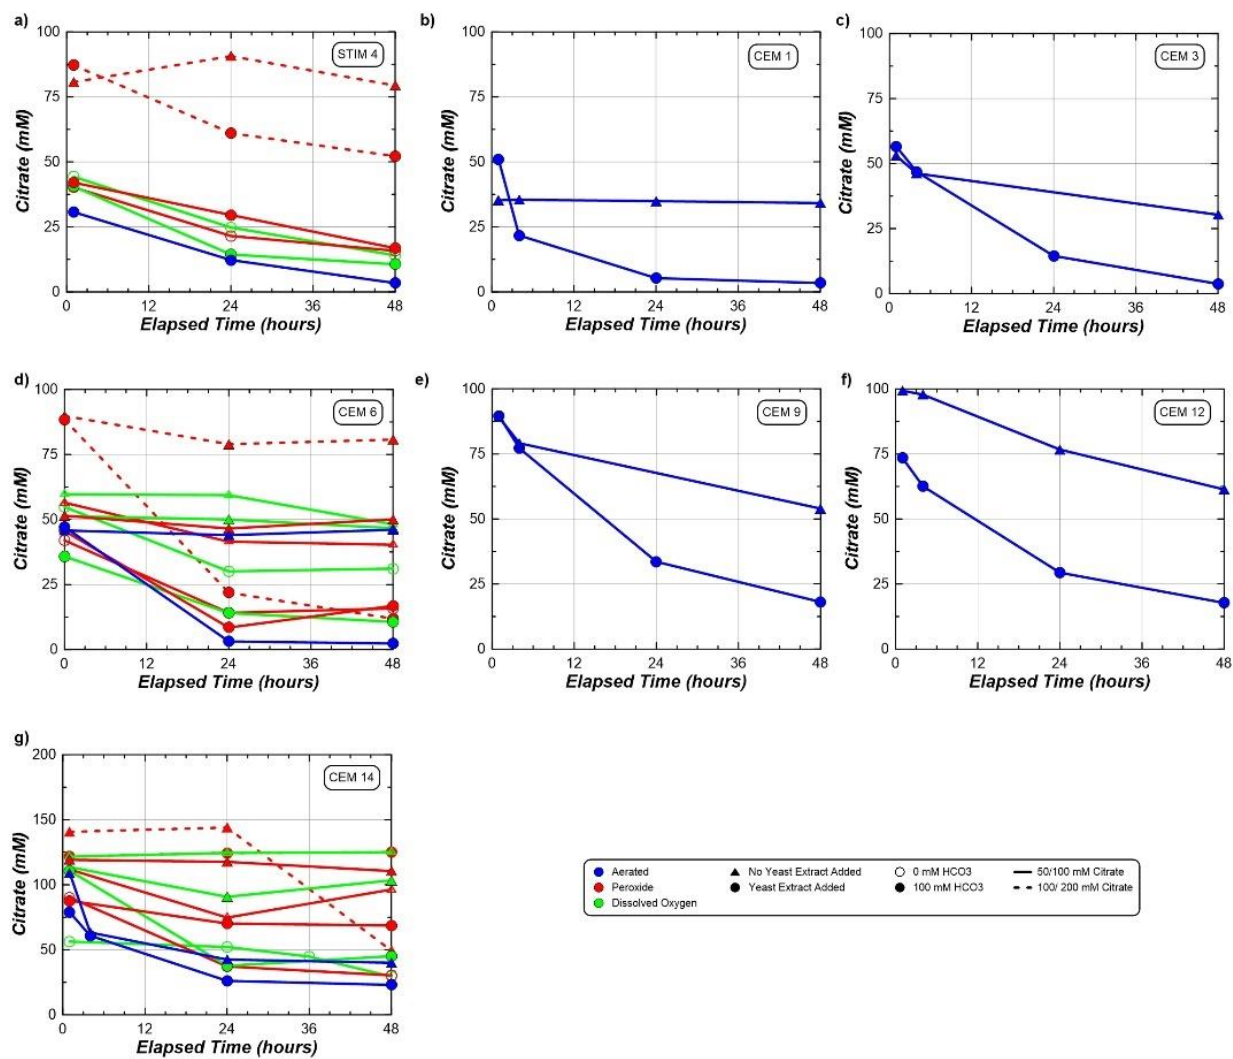 a)
STIM 4
100
75
50
25
0
Citrate (mM)
0 12 24 36 48
Elapsed Time (hours)
b)
CEM 1
100
75
50
25
0
Citrate (mM)
0 12 24 36 48
Elapsed Time (hours)
c)
CEM 3
100
75
50
25
0
Citrate (mM)
0 12 24 36 48
Elapsed Time (hours)
d)
CEM 6
100
75
50
25
0
Citrate (mM)
0 12 24 36 48
Elapsed Time (hours)
e)
CEM 9
100
75
50
25
0
Citrate (mM)
0 12 24 36 48
Elapsed Time (hours)
f)
CEM 12
100
75
50
25
0
Citrate (mM)
0 12 24 36 48
Elapsed Time (hours)
g)
CEM 14
200
150
100
50
0
Citrate (mM)
0 12 24 36 48
Elapsed Time (hours)
Aerated No Yeast Extract Added 0 mM HCO3 50/100 mM Citrate
Peroxide Yeast Extract Added 100 mM HCO3 100/ 200 mM Citrate
Dissolved Oxygen